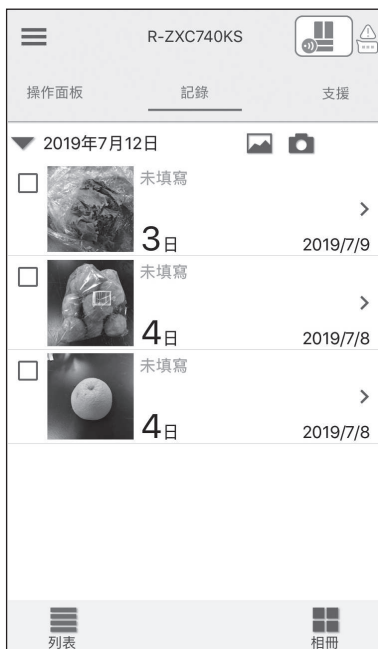 R-ZXC740KS
操作面板 記錄 支援
2019年7月12日
未填寫
3日 2019/7/9
未填寫
4日 2019/7/8
未填寫
4日 2019/7/8
列表 相冊